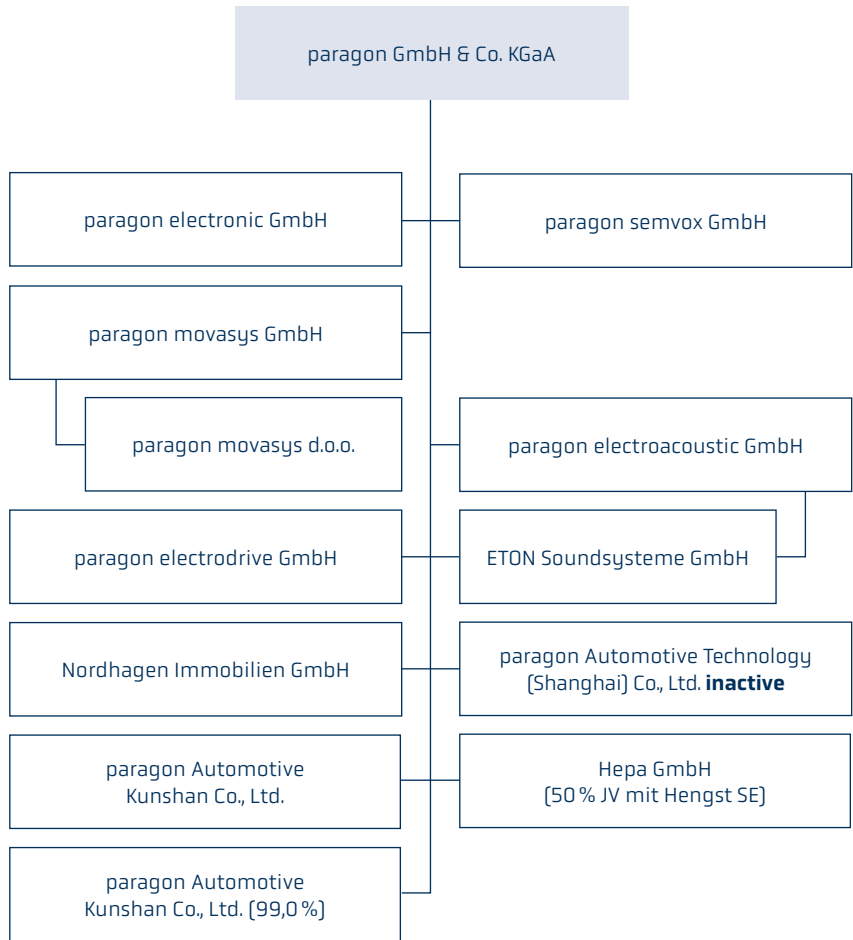 paragon GmbH & Co. KGaA
paragon electronic GmbH
paragon semvox GmbH
paragon movasys GmbH
paragon movasys d.o.o.
paragon electroacoustic GmbH
paragon electrodrive GmbH
ETON Soundsysteme GmbH
Nordhagen Immobilien GmbH
paragon Automotive Technology
(Shanghai) Co., Ltd. inactive
paragon Automotive
Kunshan Co., Ltd.
Hepa GmbH
(50 % JV mit Hengst SE)
paragon Automotive
Kunshan Co., Ltd. (99,0 %)